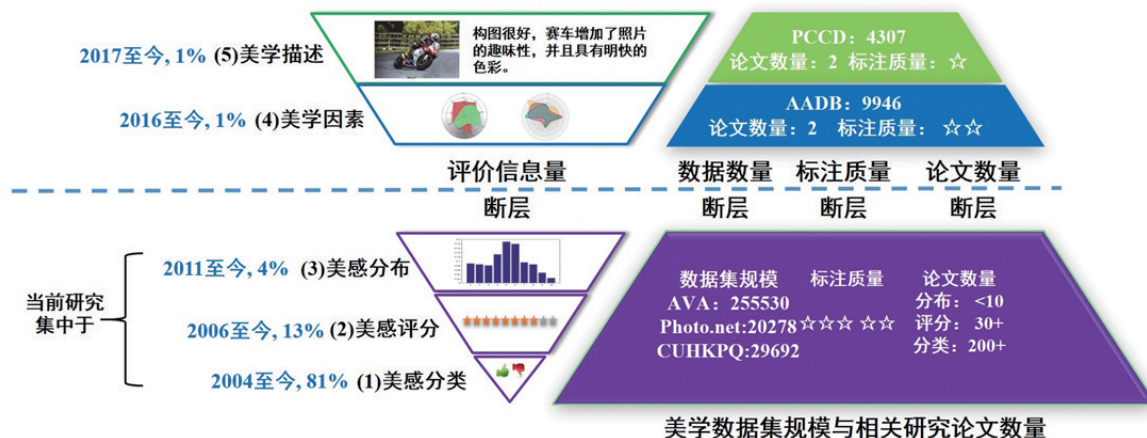 2017至今, 1% (5)美学描述
构图很好，赛车增加了照片
的趣味性，并且具有明快的
色彩。
PCCD：4307
论文数量：2 标注质量：☆
2016至今, 1% (4)美学因素
AADB：9946
论文数量：2 标注质量：☆☆
评价信息量 数据数量 标注质量 论文数量
断层 断层 断层 断层
当前研究
集中于
2011至今, 4% (3)美感分布
2006至今, 13% (2)美感评分
2004至今, 81% (1)美感分类
数据集规模 标注质量 论文数量
AVA：255530 分布：<10
Photo.net:20278 ☆☆☆☆☆ 评分：30+
CUHKPQ:29692 分类：200+
美学数据集规模与相关研究论文数量